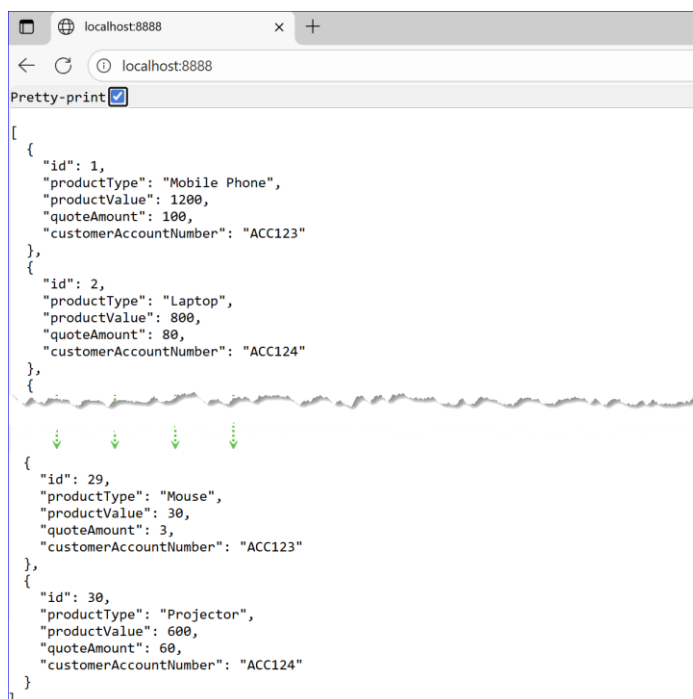 localhost:8888
localhost:8888
Pretty-print
[
  {
    "id": 1,
    "productType": "Mobile Phone",
    "productValue": 1200,
    "quoteAmount": 100,
    "customerAccountNumber": "ACC123"
  },
  {
    "id": 2,
    "productType": "Laptop",
    "productValue": 800,
    "quoteAmount": 80,
    "customerAccountNumber": "ACC124"
  },
  {
  {
    "id": 29,
    "productType": "Mouse",
    "productValue": 30,
    "quoteAmount": 3,
    "customerAccountNumber": "ACC123"
  },
  {
    "id": 30,
    "productType": "Projector",
    "productValue": 600,
    "quoteAmount": 60,
    "customerAccountNumber": "ACC124"
  }
]